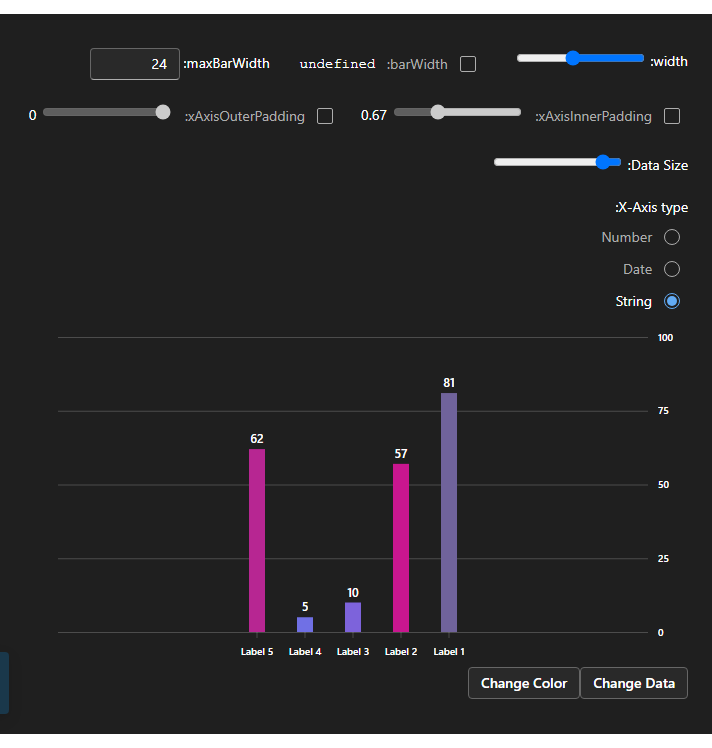 :width
:barWidth undefined
:maxBarWidth 24
:xAxisInnerPadding 0.67
:xAxisOuterPadding 0
:Data Size
:X-Axis type
Number
Date
String
100
75
50
25
0
81
57
10
5
62
Label 1
Label 2
Label 3
Label 4
Label 5
Change Data
Change Color